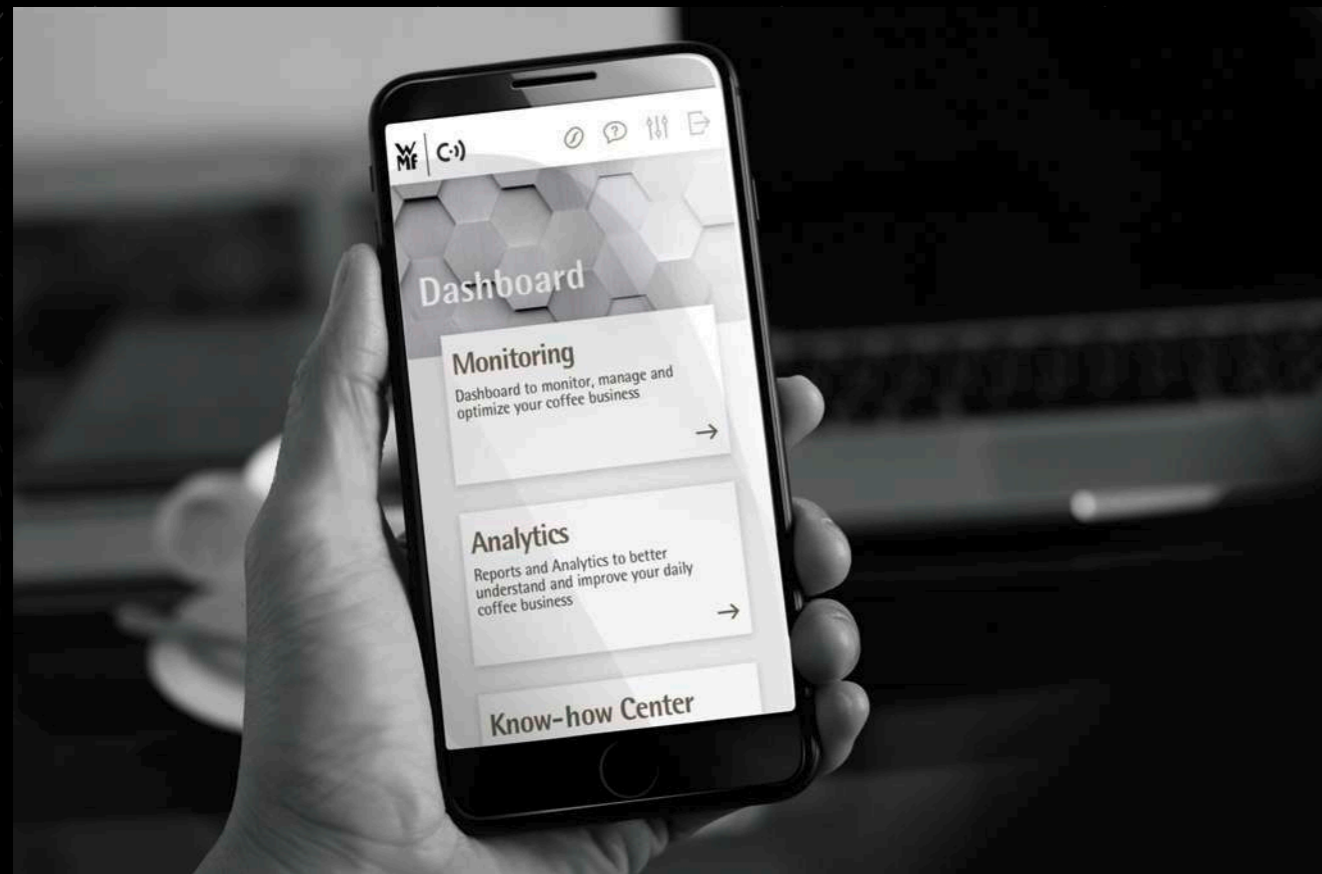 WMF
Dashboard
Monitoring
Dashboard to monitor, manage and
optimize your coffee business
Analytics
Reports and Analytics to better
understand and improve your daily
coffee business
Know-how Center